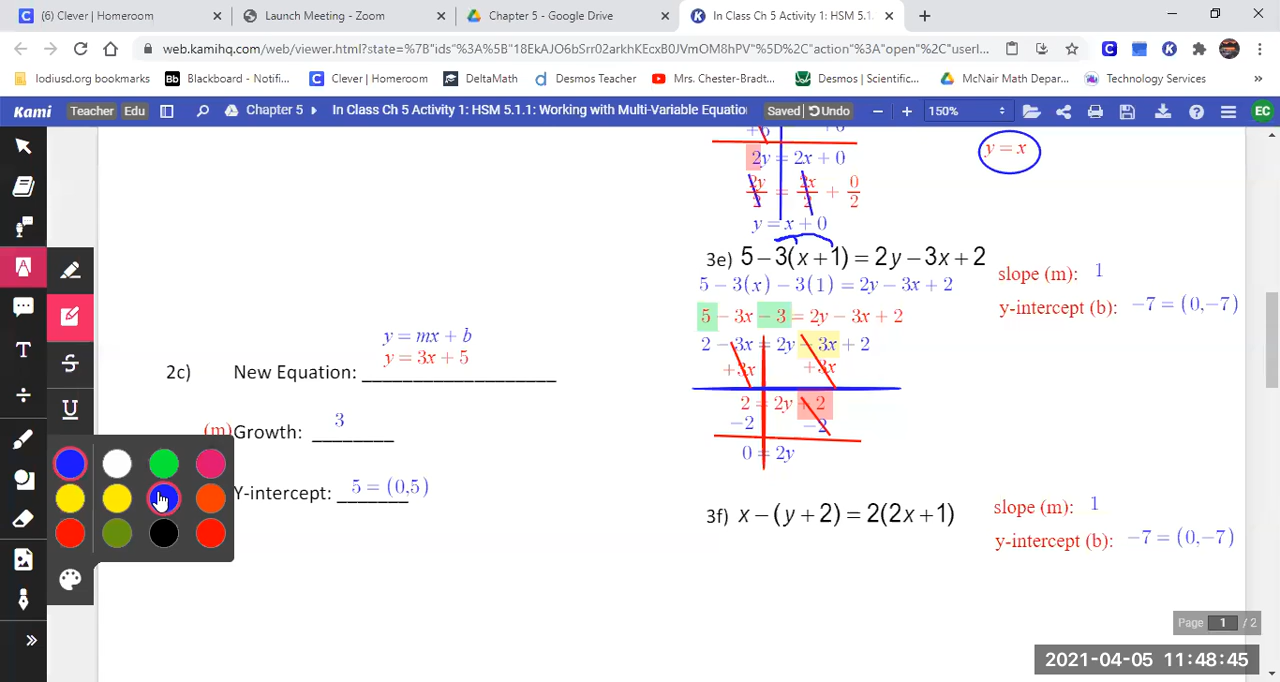 (6) Clever | Homeroom
Launch Meeting - Zoom
Chapter 5 - Google Drive
In Class Ch 5 Activity 1: HSM 5.1.
web.kamihq.com/web/viewer.html?state=%7B"ids"%3A%5B"18EkAJO6bSrr02arkhKEcxB0JVmOM8hPV"%5D%2C"action"%3A"open"%2C"userI...
lodiusd.org bookmarks
Blackboard - Notifi...
Clever | Homeroom
DeltaMath
Desmos Teacher
Mrs. Chester-Bradt...
Desmos | Scientific...
McNair Math Depar...
Technology Services
»
Kami Teacher Edu Chapter 5 In Class Ch 5 Activity 1: HSM 5.1.1: Working with Multi-Variable Equatio Saved Undo 150% EC
y = x
2y = 2x + 0
2y/2 = 2x/2 + 0/2
y = x + 0
3e) 5 − 3(x + 1) = 2y − 3x + 2
5 − 3(x) − 3(1) = 2y − 3x + 2
5 − 3x − 3 = 2y − 3x + 2
2 − 3x = 2y − 3x + 2
+3x +3x
2 = 2y + 2
−2 −2
0 = 2y
slope (m): 1
y-intercept (b): −7 = (0,−7)
y = mx + b
y = 3x + 5
2c) New Equation: ____________________
(m) Growth: 3
Y-intercept: 5 = (0,5)
3f) x − (y + 2) = 2(2x + 1)
slope (m): 1
y-intercept (b): −7 = (0,−7)
Page 1 / 2
2021-04-05 11:48:45